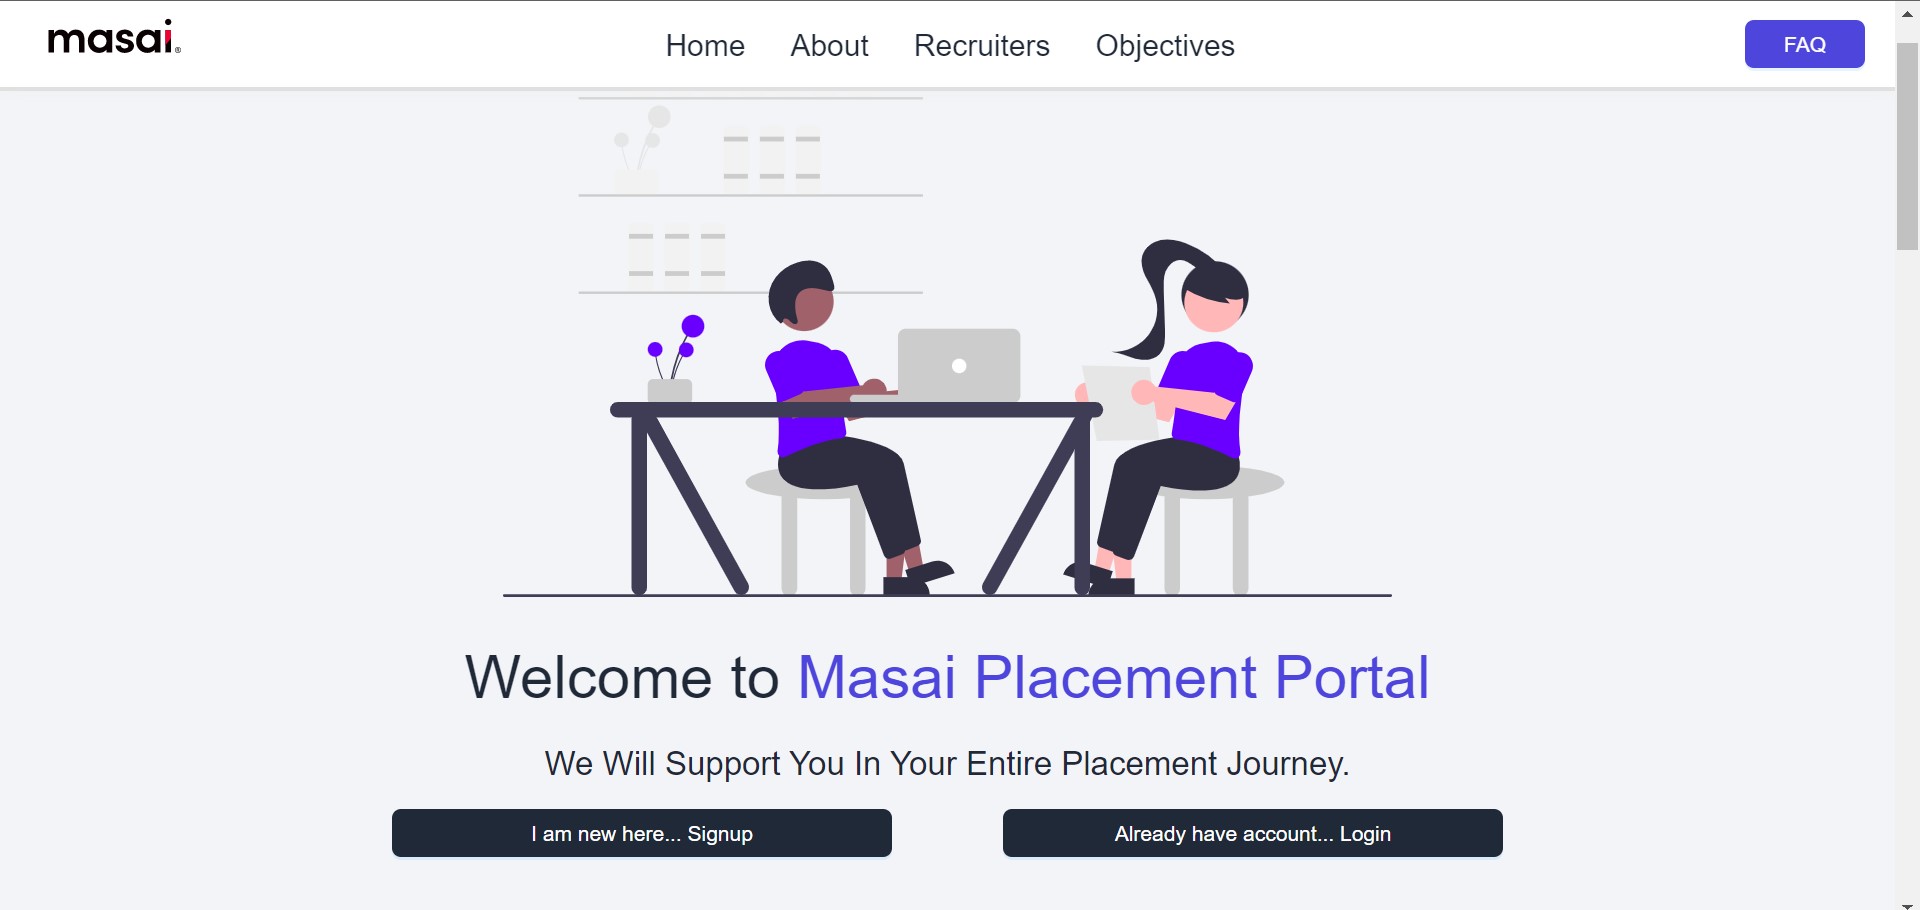 masai®
Home About Recruiters Objectives FAQ
Welcome to Masai Placement Portal
We Will Support You In Your Entire Placement Journey.
I am new here... Signup
Already have account... Login